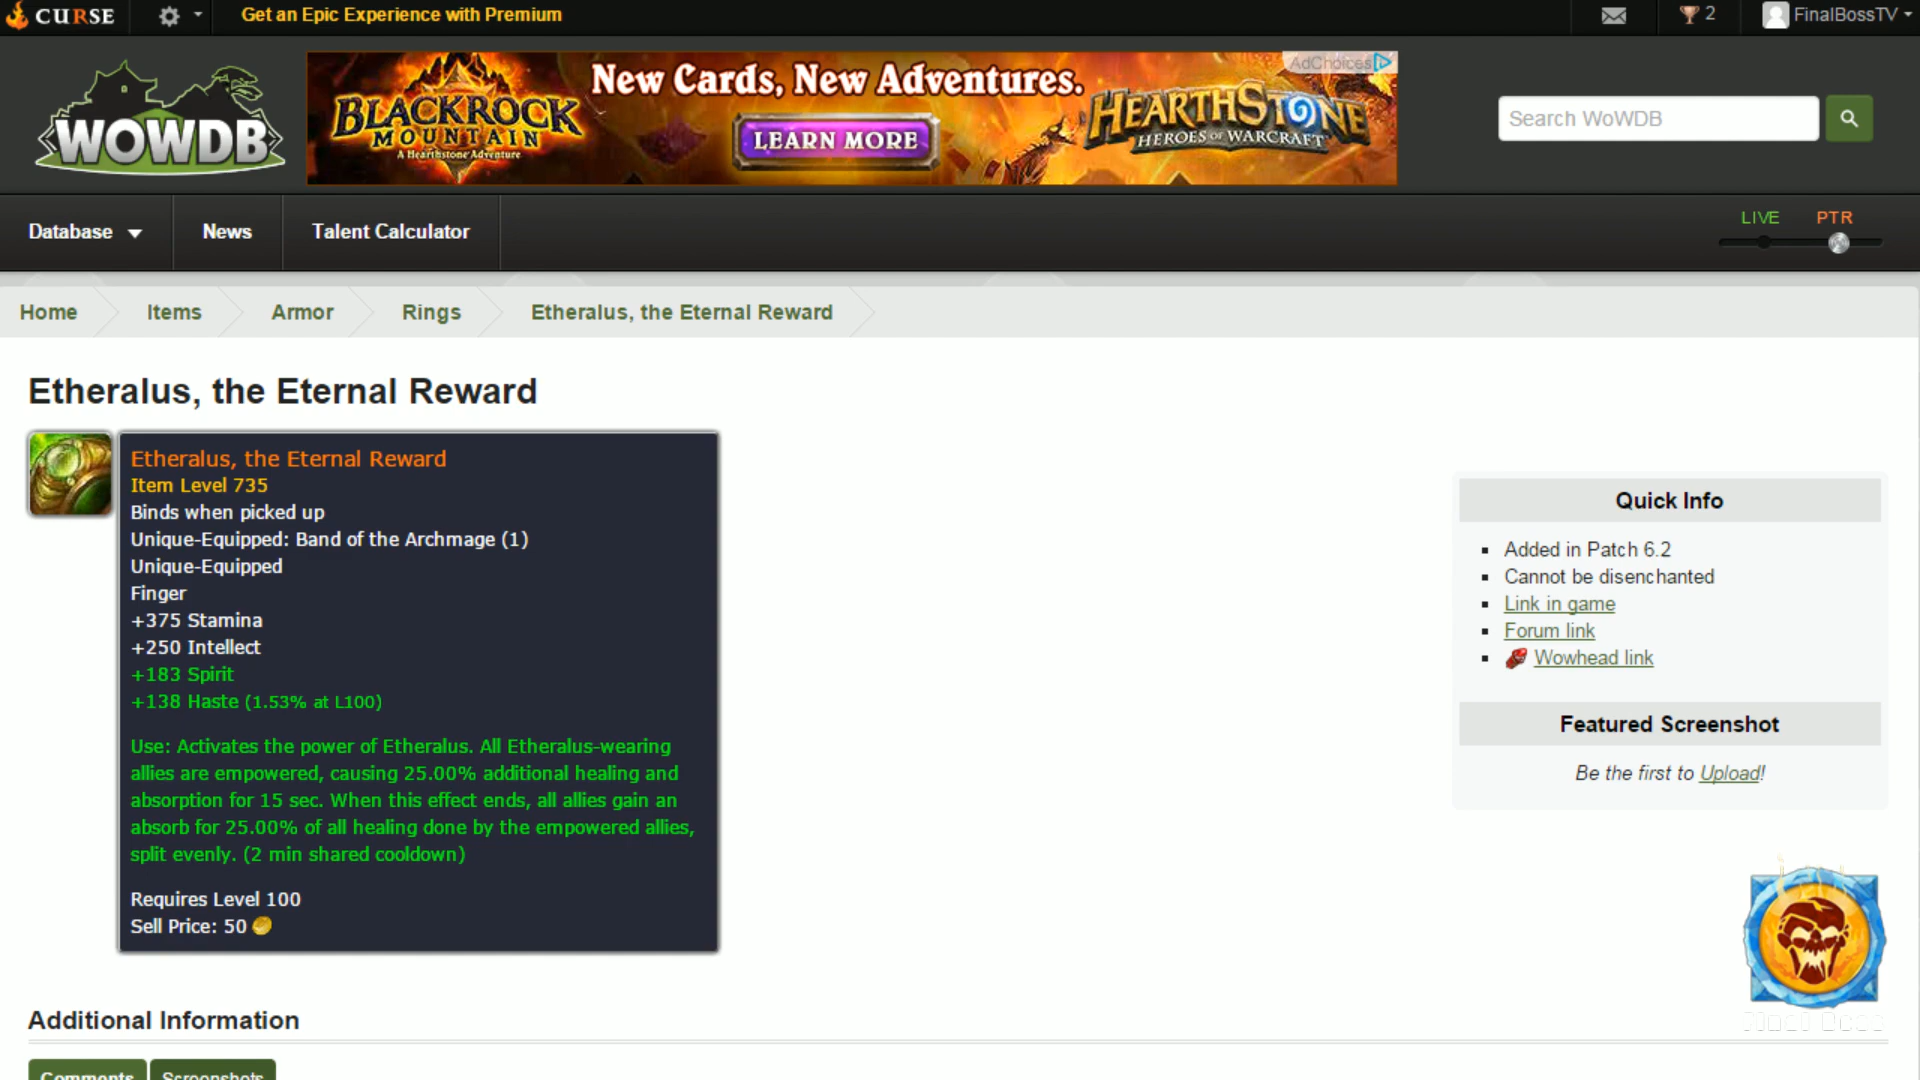 CURSE
Get an Epic Experience with Premium
2
FinalBossTV
WOWDB
BLACKROCK
MOUNTAIN
A Hearthstone Adventure
New Cards, New Adventures.
LEARN MORE
AdChoices
HEARTHSTONE
HEROES OF WARCRAFT
Search WoWDB
Database
News
Talent Calculator
LIVE
PTR
Home
Items
Armor
Rings
Etheralus, the Eternal Reward
Etheralus, the Eternal Reward
Etheralus, the Eternal Reward
Item Level 735
Binds when picked up
Unique-Equipped: Band of the Archmage (1)
Unique-Equipped
Finger
+375 Stamina
+250 Intellect
+183 Spirit
+138 Haste (1.53% at L100)
Use: Activates the power of Etheralus. All Etheralus-wearing
allies are empowered, causing 25.00% additional healing and
absorption for 15 sec. When this effect ends, all allies gain an
absorb for 25.00% of all healing done by the empowered allies,
split evenly. (2 min shared cooldown)
Requires Level 100
Sell Price: 50
Quick Info
Added in Patch 6.2
Cannot be disenchanted
Link in game
Forum link
Wowhead link
Featured Screenshot
Be the first to Upload!
Final Boss
Additional Information
Comments
Screenshots